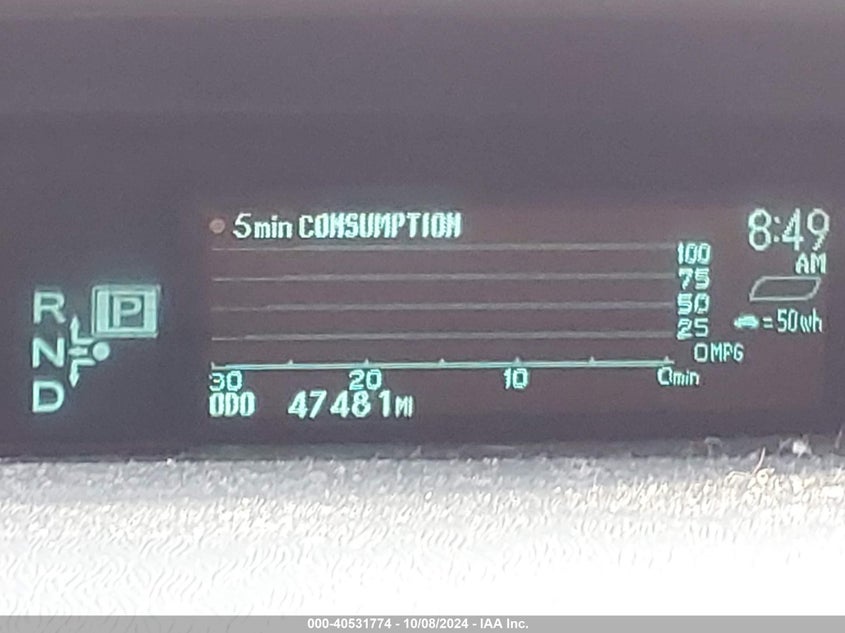 5min CONSUMPTION
8:49
AM
100
75
50
25
0MPG
=50wh
R
P
N
D
30 20 10 0min
ODO 47481MI
000-40531774 - 10/08/2024 - IAA Inc.